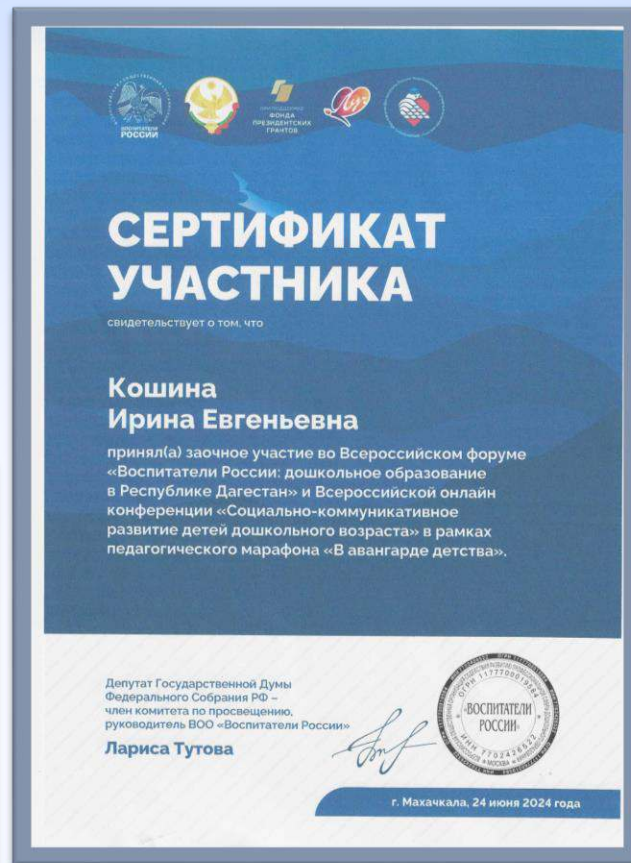 ВОСПИТАТЕЛИ
РОССИИ
ФОНДА
ПРЕЗИДЕНТСКИХ
ГРАНТОВ
Луч
СЕРТИФИКАТ
УЧАСТНИКА
свидетельствует о том, что
Кошина
Ирина Евгеньевна
принял(а) заочное участие во Всероссийском форуме
«Воспитатели России: дошкольное образование
в Республике Дагестан» и Всероссийской онлайн
конференции «Социально-коммуникативное
развитие детей дошкольного возраста» в рамках
педагогического марафона «В авангарде детства».
Депутат Государственной Думы
Федерального Собрания РФ –
член комитета по просвещению,
руководитель ВОО «Воспитатели России»
Лариса Тутова
«ВОСПИТАТЕЛИ
РОССИИ»
МОСКВА
г. Махачкала, 24 июня 2024 года